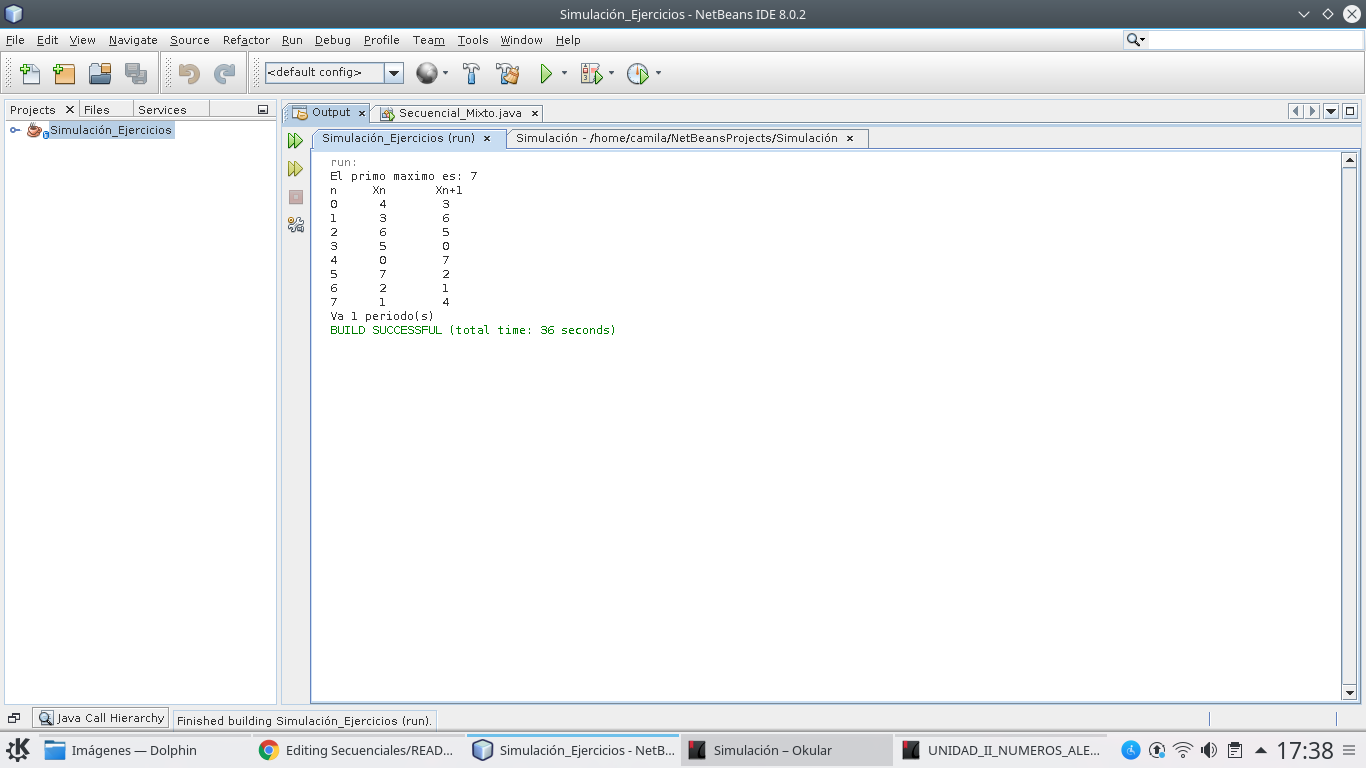 Simulación_Ejercicios - NetBeans IDE 8.0.2
File Edit View Navigate Source Refactor Run Debug Profile Team Tools Window Help
<default config>
Projects Files Services
Output Secuencial_Mixto.java
Simulación_Ejercicios
Simulación_Ejercicios (run) Simulación - /home/camila/NetBeansProjects/Simulación
run:
El primo maximo es: 7
n Xn Xn+1
0 4 3
1 3 6
2 6 5
3 5 0
4 0 7
5 7 2
6 2 1
7 1 4
Va 1 periodo(s)
BUILD SUCCESSFUL (total time: 36 seconds)
Java Call Hierarchy
Finished building Simulación_Ejercicios (run).
Imágenes — Dolphin
Editing Secuenciales/READ...
Simulación_Ejercicios - NetB...
Simulación – Okular
UNIDAD_II_NUMEROS_ALE...
17:38